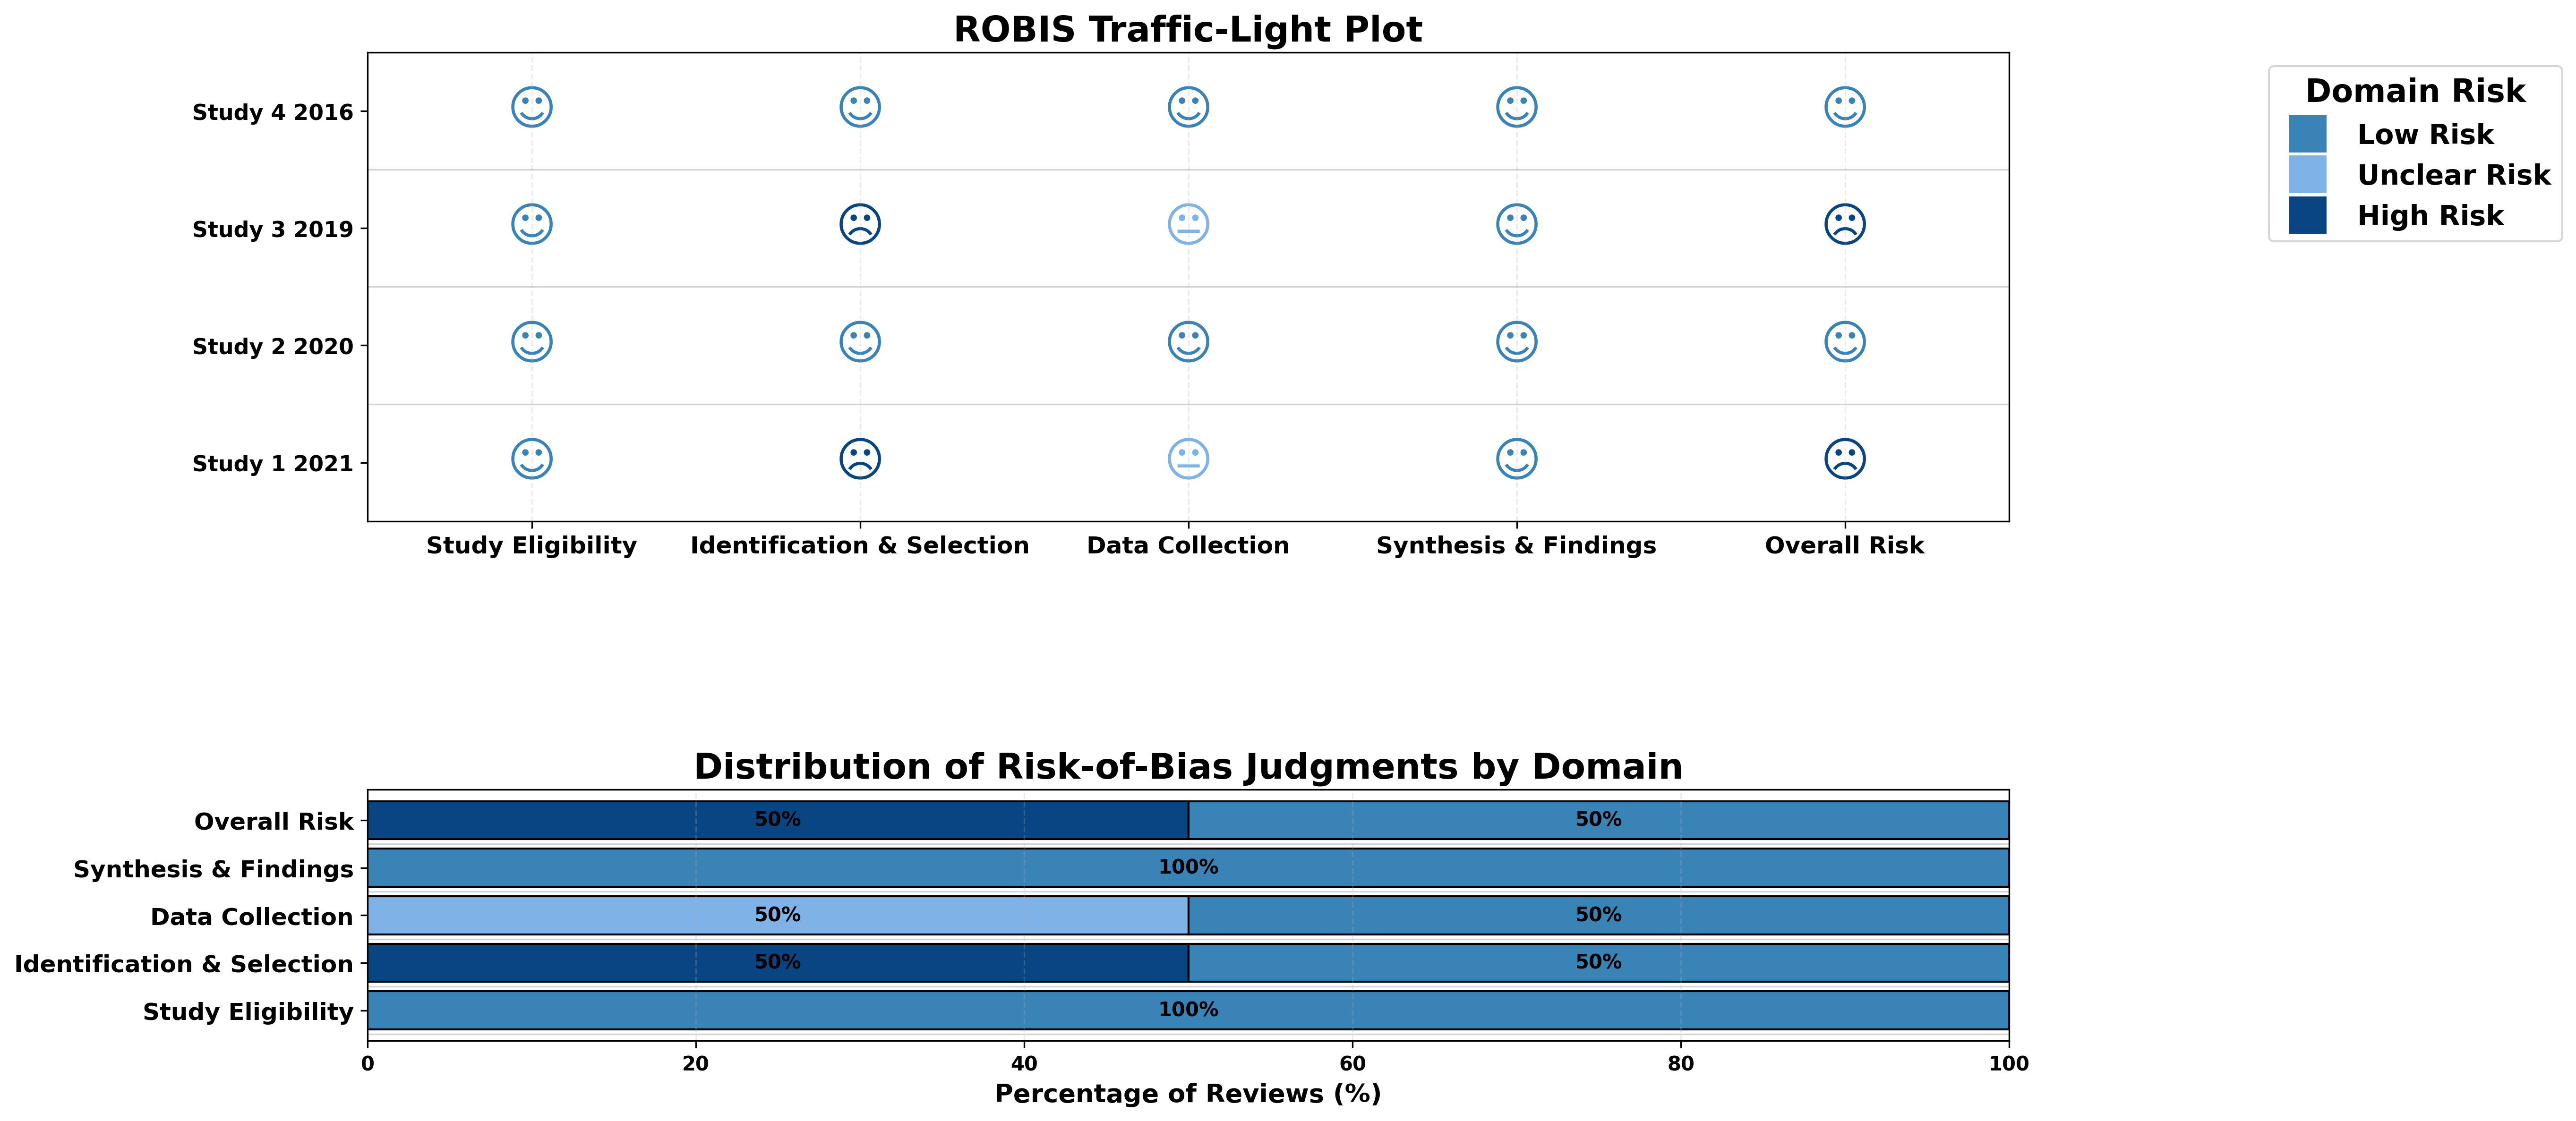 ROBIS Traffic-Light Plot
Study 4 2016
Study 3 2019
Study 2 2020
Study 1 2021
Study Eligibility
Identification & Selection
Data Collection
Synthesis & Findings
Overall Risk
Domain Risk
Low Risk
Unclear Risk
High Risk
Distribution of Risk-of-Bias Judgments by Domain
Overall Risk
50%
50%
Synthesis & Findings
100%
Data Collection
50%
50%
Identification & Selection
50%
50%
Study Eligibility
100%
0
20
40
60
80
100
Percentage of Reviews (%)